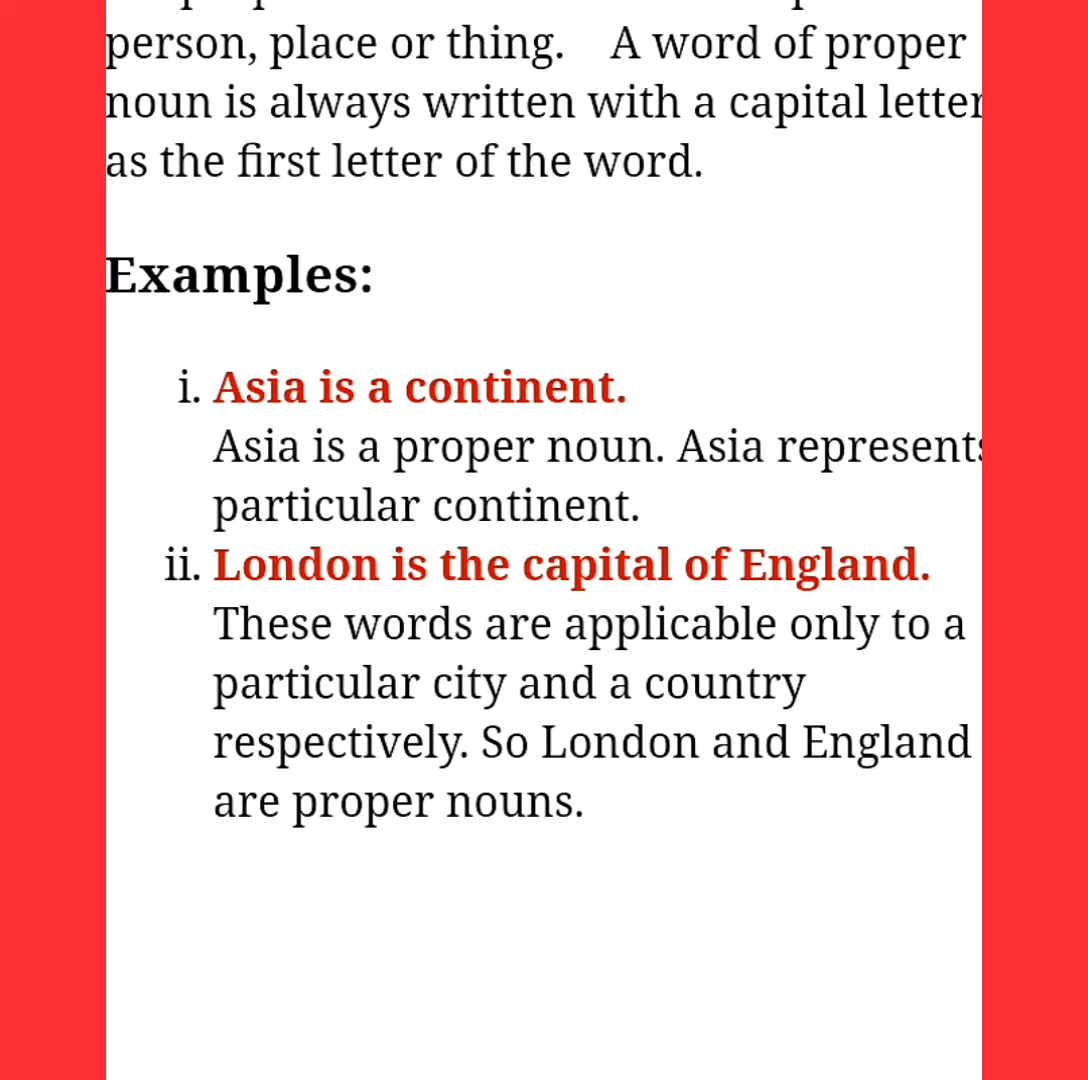 person, place or thing. A word of proper
noun is always written with a capital letter
as the first letter of the word.
Examples:
i. Asia is a continent.
Asia is a proper noun. Asia represents
particular continent.
ii. London is the capital of England.
These words are applicable only to a
particular city and a country
respectively. So London and England
are proper nouns.